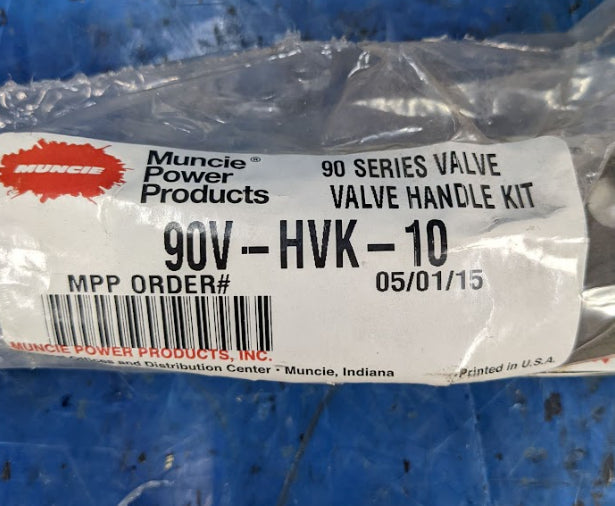 MUNCIE
Muncie®
Power
Products
90 SERIES VALVE
VALVE HANDLE KIT
90V-HVK-10
MPP ORDER#
05/01/15
MUNCIE POWER PRODUCTS, INC.
and Distribution Center • Muncie, Indiana
Printed in U.S.A.